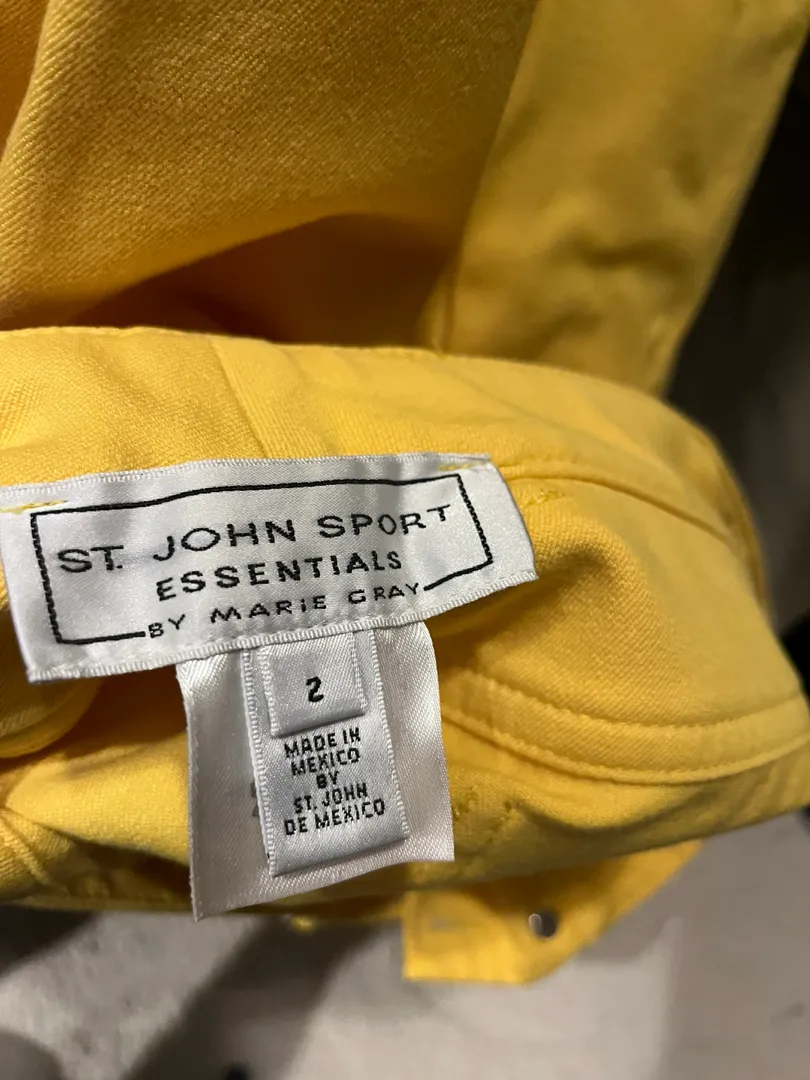 ST. JOHN SPORT
ESSENTIALS
BY MARIE GRAY
2
MADE IN
MEXICO
BY
ST. JOHN
DE MEXICO